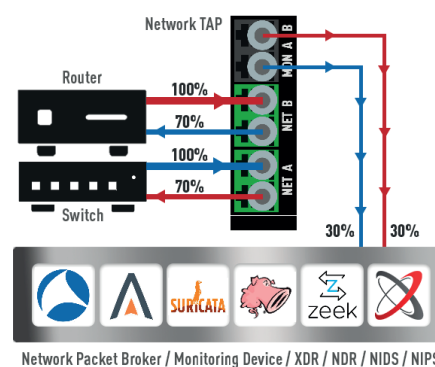 Network TAP
MON A B
Router
100%
70%
NET B
100%
70%
NET A
Switch
30% 30%
SURICATA
zeek
Network Packet Broker / Monitoring Device / XDR / NDR / NIDS / NIPS